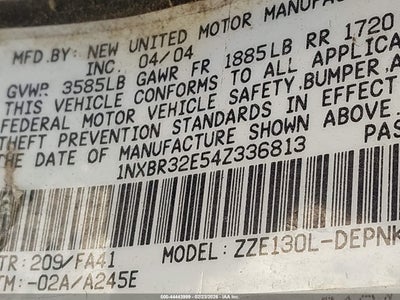 MFD.BY: NEW UNITED MOTOR MANUFAC
INC. 04/04
GVWR 3585LB GAWR FR 1885LB RR 1720
THIS VEHICLE CONFORMS TO ALL APPLICA
FEDERAL MOTOR VEHICLE SAFETY,BUMPER,A
THEFT PREVENTION STANDARDS IN EFFECT
THE DATE OF MANUFACTURE SHOWN ABOVE.
1NXBR32E54Z336813 PAS
TR:209/FA41 MODEL:ZZE130L-DEPNK
TM:-02A/A245E
500-44443999 - 02/23/2026 - IAA Inc.